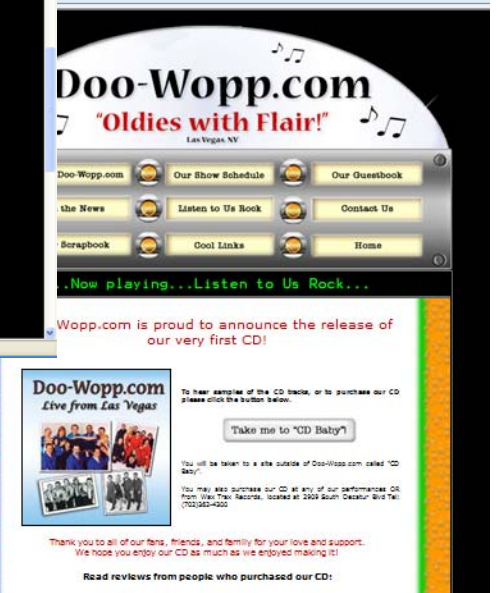 Doo-Wopp.com
"Oldies with Flair!"
Las Vegas, NV
Doo-Wopp.com
Our Show Schedule
Our Guestbook
the News
Listen to Us Rock
Contact Us
Scrapbook
Cool Links
Home
..Now playing...Listen to Us Rock...
Wopp.com is proud to announce the release of
our very first CD!
Doo-Wopp.com
Live from Las Vegas
To hear samples of the CD tracks, or to purchase our CD
please click the button below.
Take me to "CD Baby"!
You will be taken to a site outside of Doo-Wopp.com called "CD
Baby".
You may also purchase our CD at any of our performances OR
from Wax Trax Records, located at 2909 South Decatur Blvd Tel:
(702)362-4300
Thank you to all of our fans, friends, and family for your love and support.
We hope you enjoy our CD as much as we enjoyed making it!
Read reviews from people who purchased our CD: